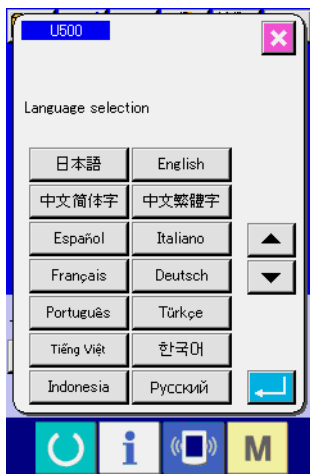 U500
Language selection
日本語 English
中文简体字 中文繁體字
Español Italiano
Français Deutsch
Português Türkçe
Tiếng Việt 한국어
Indonesia Русский
i M